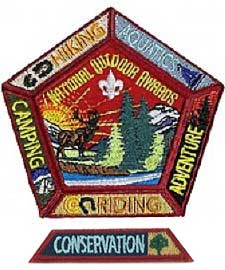 HIKING
AQUATICS
NATIONAL OUTDOOR AWARDS
CAMPING
ADVENTURE
RIDING
CONSERVATION